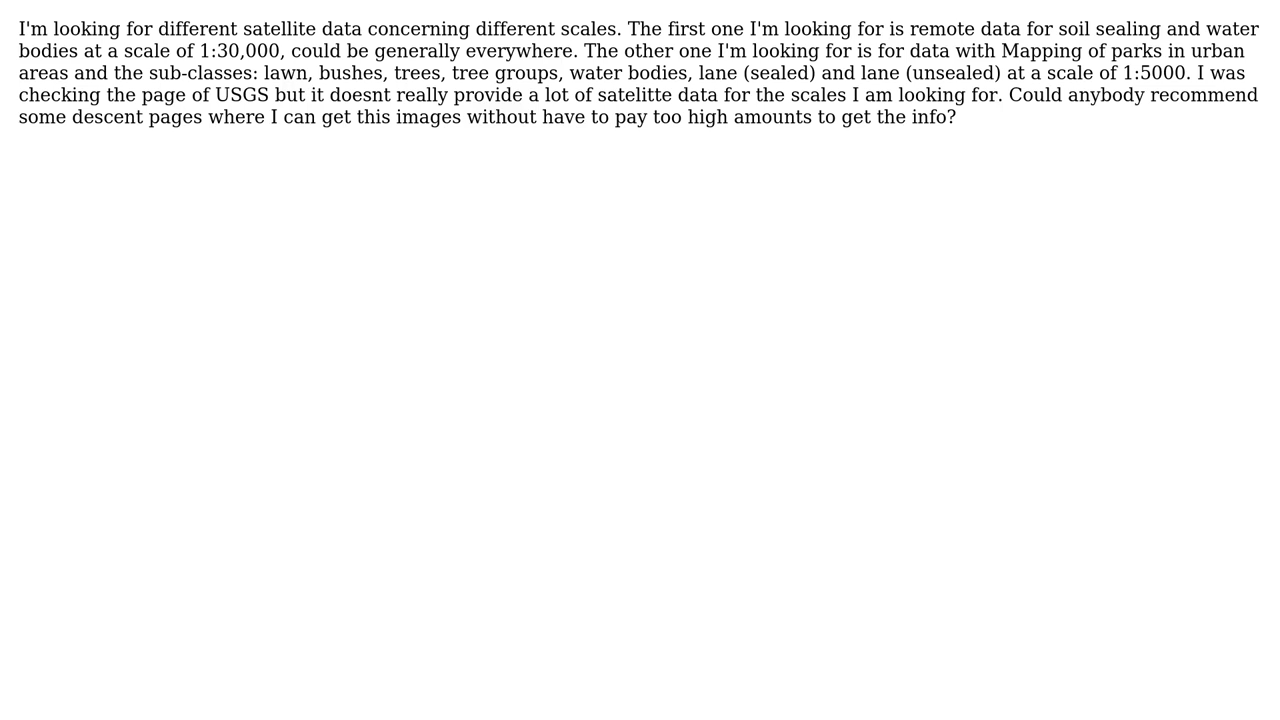 I'm looking for different satellite data concerning different scales. The first one I'm looking for is remote data for soil sealing and water
bodies at a scale of 1:30,000, could be generally everywhere. The other one I'm looking for is for data with Mapping of parks in urban
areas and the sub-classes: lawn, bushes, trees, tree groups, water bodies, lane (sealed) and lane (unsealed) at a scale of 1:5000. I was
checking the page of USGS but it doesnt really provide a lot of satelitte data for the scales I am looking for. Could anybody recommend
some descent pages where I can get this images without have to pay too high amounts to get the info?